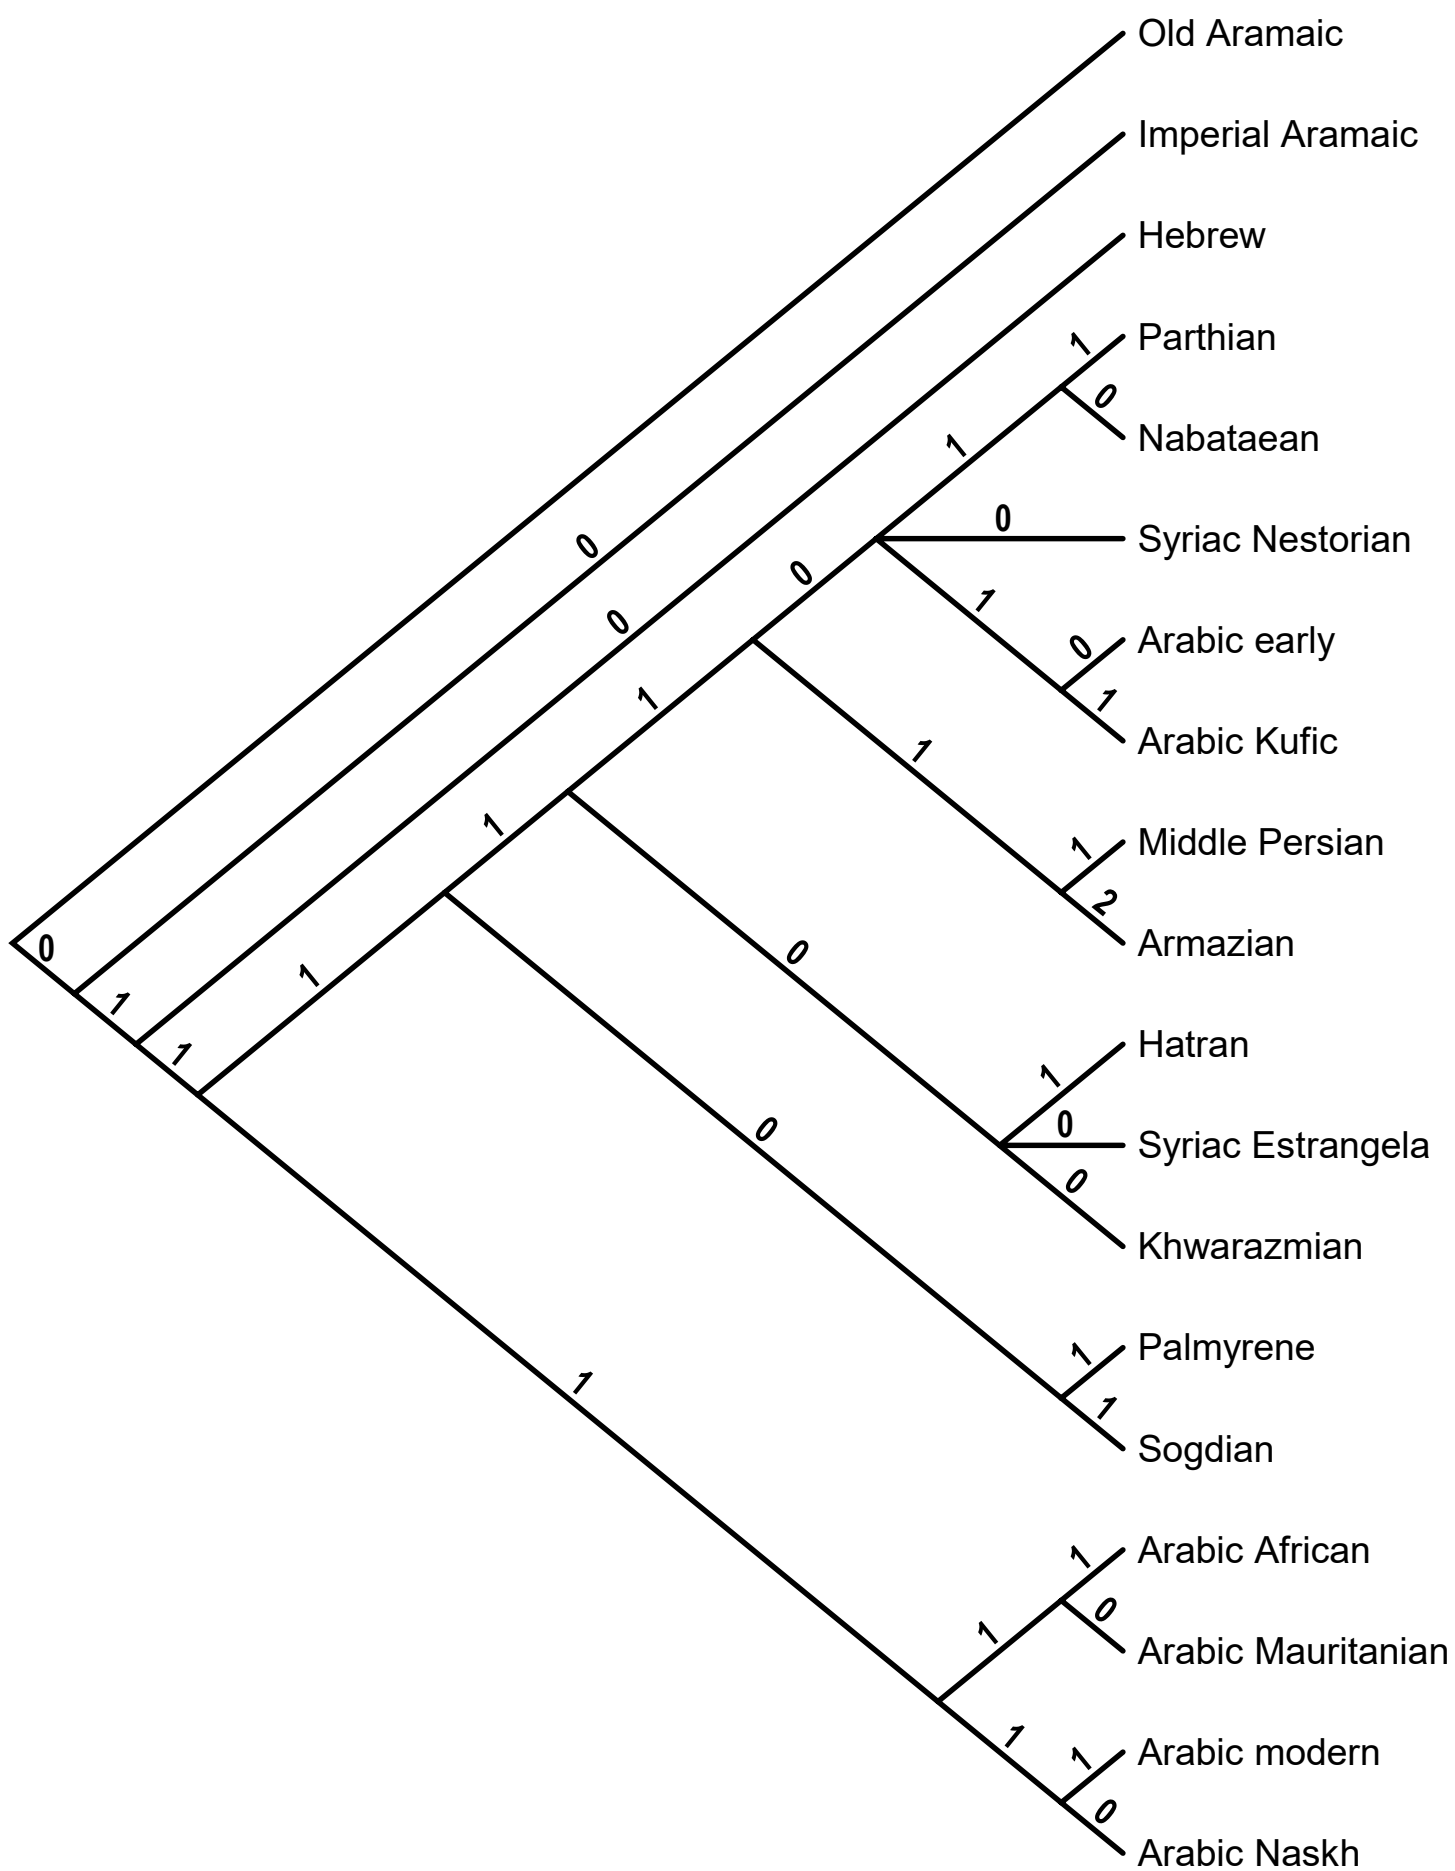 Old Aramaic
Imperial Aramaic
Hebrew
1
Parthian
0
Nabataean
1
0
Syriac Nestorian
0
0
1
0
Arabic early
0
1
Arabic Kufic
1
1
1
Middle Persian
2
Armazian
1
0
0
1
1
1
0
Hatran
1
0
Syriac Estrangela
0
Khwarazmian
0
1
Palmyrene
1
Sogdian
1
1
Arabic African
0
Arabic Mauritanian
1
1
1
Arabic modern
0
Arabic Naskh